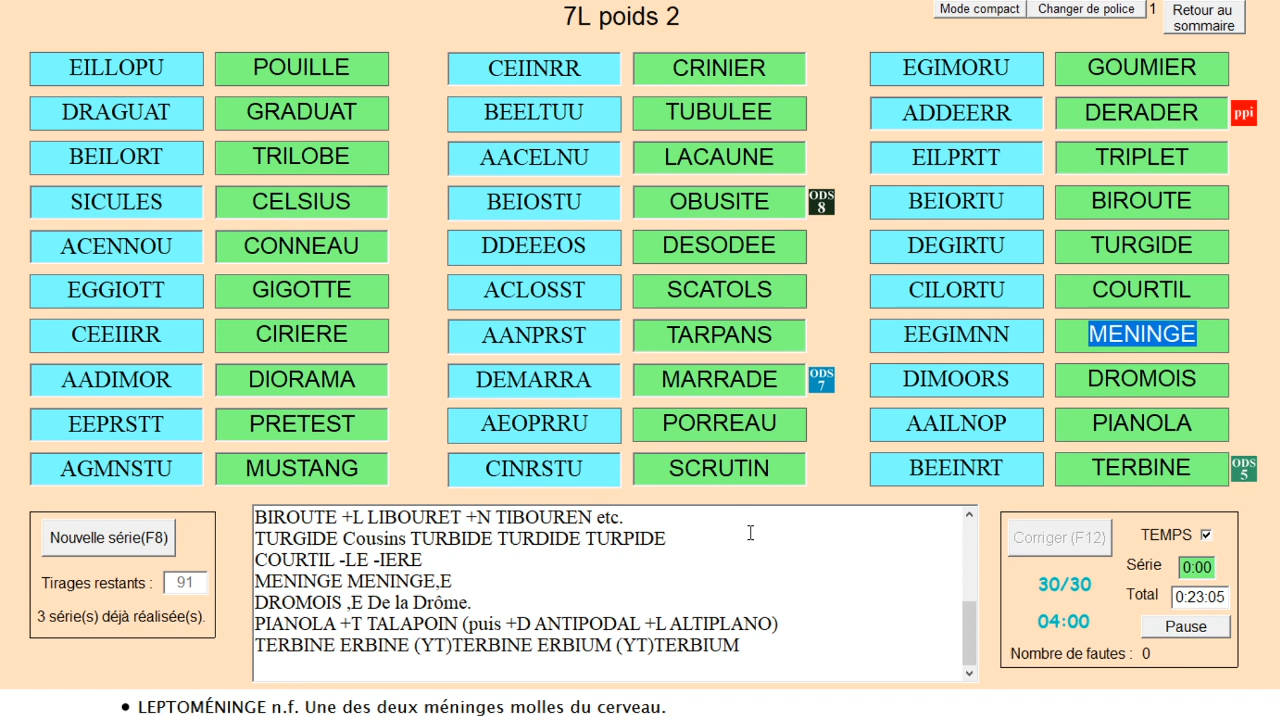 7L poids 2
Mode compact Changer de police 1 Retour au sommaire
EILLOPU POUILLE CEIINRR CRINIER EGIMORU GOUMIER
DRAGUAT GRADUAT BEELTUU TUBULEE ADDEERR DERADER ppi
BEILORT TRILOBE AACELNU LACAUNE EILPRTT TRIPLET
SICULES CELSIUS BEIOSTU OBUSITE ODS 8 BEIORTU BIROUTE
ACENNOU CONNEAU DDEEEOS DESODEE DEGIRTU TURGIDE
EGGIOTT GIGOTTE ACLOSST SCATOLS CILORTU COURTIL
CEEIIRR CIRIERE AANPRST TARPANS EEGIMNN MENINGE
AADIMOR DIORAMA DEMARRA MARRADE ODS 7 DIMOORS DROMOIS
EEPRSTT PRETEST AEOPRRU PORREAU AAILNOP PIANOLA
AGMNSTU MUSTANG CINRSTU SCRUTIN BEEINRT TERBINE ODS 5
Nouvelle série(F8)
Tirages restants : 91
3 série(s) déjà réalisée(s).
BIROUTE +L LIBOURET +N TIBOUREN etc.
TURGIDE Cousins TURBIDE TURDIDE TURPIDE
COURTIL -LE -IERE
MENINGE MENINGE,E
DROMOIS ,E De la Drôme.
PIANOLA +T TALAPOIN (puis +D ANTIPODAL +L ALTIPLANO)
TERBINE ERBINE (YT)TERBINE ERBIUM (YT)TERBIUM
Corriger (F12) TEMPS
Série 0:00
30/30
Total 0:23:05
04:00 Pause
Nombre de fautes : 0
• LEPTOMÉNINGE n.f. Une des deux méninges molles du cerveau.